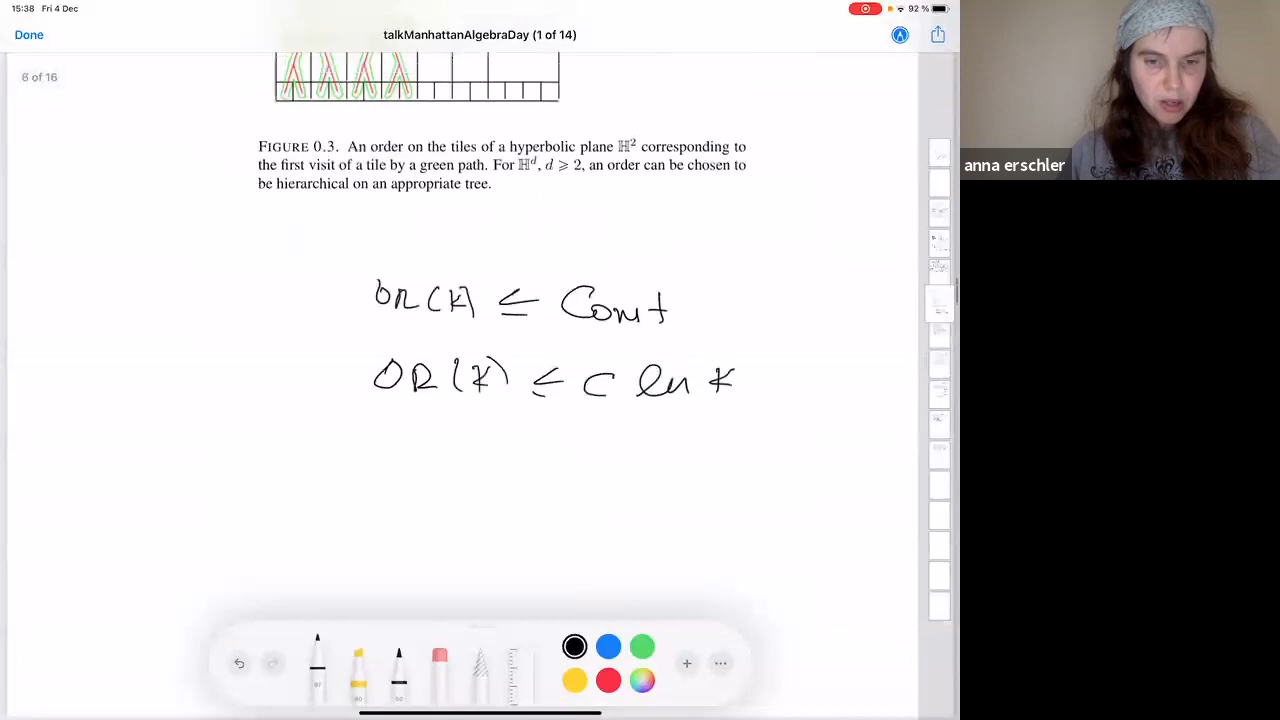 15:38 Fri 4 Dec
92 %
Done
talkManhattanAlgebraDay (1 of 14)
6 of 16
FIGURE 0.3. An order on the tiles of a hyperbolic plane ℍ² corresponding to
the first visit of a tile by a green path. For ℍᵈ, d ⩾ 2, an order can be chosen to
be hierarchical on an appropriate tree.
OR(k) ≤ Const
OR(k) ≤ C ln k
anna erschler